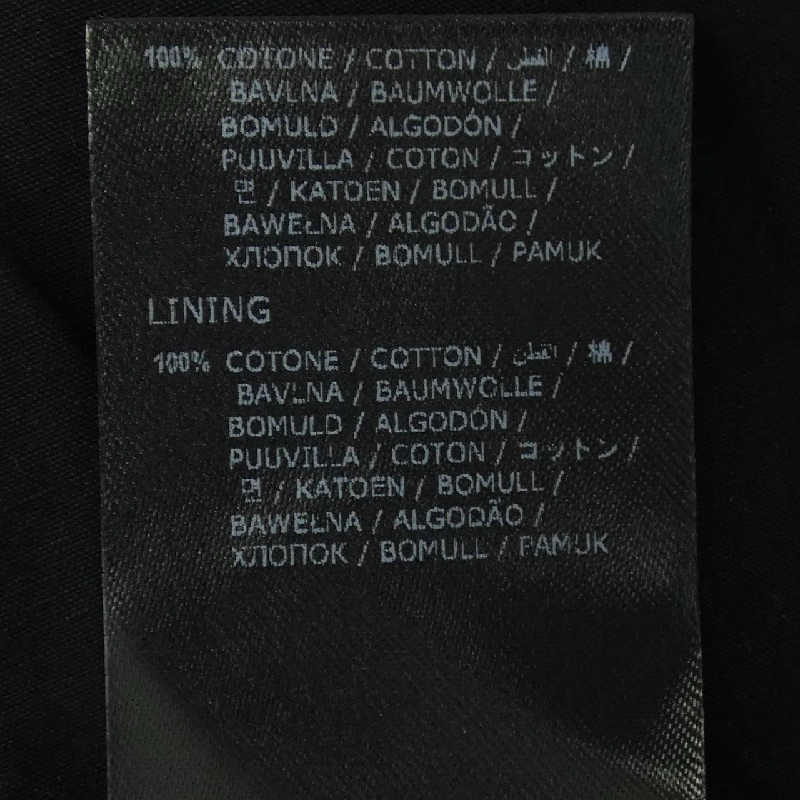 100% COTONE / COTTON / القطن / 棉 /
BAVLNA / BAUMWOLLE /
BOMULD / ALGODÓN /
PUUVILLA / COTON / コットン /
면 / KATOEN / BOMULL /
BAWEŁNA / ALGODÃO /
ХЛОПОК / BOMULL / PAMUK
LINING
100% COTONE / COTTON / القطن / 棉 /
BAVLNA / BAUMWOLLE /
BOMULD / ALGODÓN /
PUUVILLA / COTON / コットン /
면 / KATOEN / BOMULL /
BAWEŁNA / ALGODÃO /
ХЛОПОК / BOMULL / PAMUK